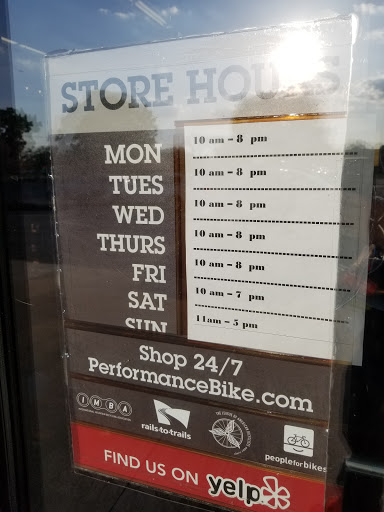 STORE HOURS
MON 10 am – 8 pm
TUES 10 am – 8 pm
WED 10 am – 8 pm
THURS 10 am – 8 pm
FRI 10 am – 8 pm
SAT 10 am – 7 pm
SUN 11am – 5 pm
Shop 24/7
PerformanceBike.com
IMBA
rails·to·trails
peopleforbikes
FIND US ON yelp